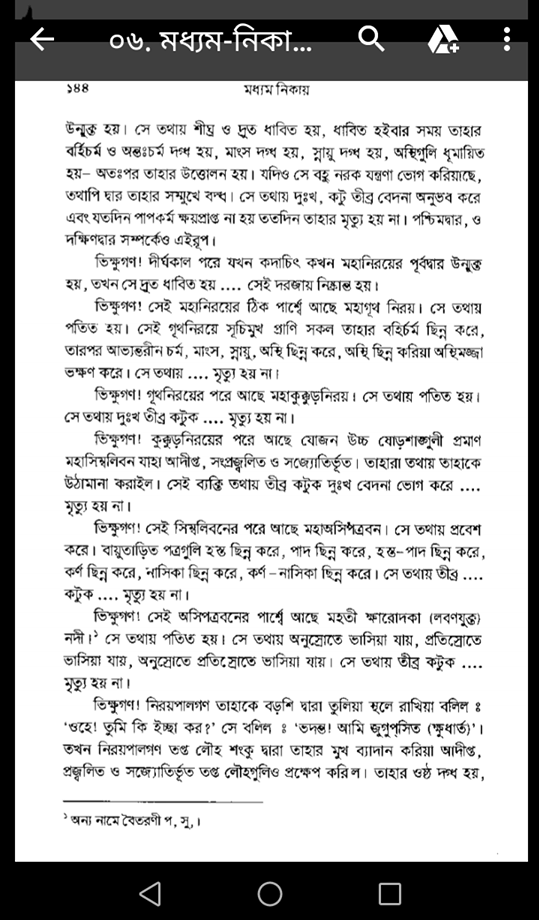 ০৬. মধ্যম-নিকা...
১৪৪
মধ্যম নিকায়
উন্মুক্ত হয়। সে তথায় শীঘ্র ও দ্রুত ধাবিত হয়, ধাবিত হইবার সময় তাহার
বর্হিচর্ম ও অন্তঃচর্ম দগ্ধ হয়, মাংস দগ্ধ হয়, স্নায়ু দগ্ধ হয়, অস্থিগুলি ধূমায়িত
হয়– অতঃপর তাহার উত্তোলন হয়। যদিও সে বহু নরক যন্ত্রণা ভোগ করিয়াছে,
তথাপি দ্বার তাহার সম্মুখে বন্ধ। সে তথায় দুঃখ, কটু তীব্র বেদনা অনুভব করে
এবং যতদিন পাপকর্ম ক্ষয়প্রাপ্ত না হয় ততদিন তাহার মৃত্যু হয় না। পশ্চিমদ্বার, ও
দক্ষিণদ্বার সম্পর্কেও এইরূপ।
ভিক্ষুগণ! দীর্ঘকাল পরে যখন কদাচিৎ কখন মহানিরয়ের পূর্বদ্বার উন্মুক্ত
হয়, তখন সে দ্রুত ধাবিত হয় .... সেই দরজায় নিষ্ক্রান্ত হয়।
ভিক্ষুগণ! সেই মহানিরয়ের ঠিক পার্শ্বে আছে মহাগূথ নিরয়। সে তথায়
পতিত হয়। সেই গূথনিরয়ে সূচিমুখ প্রাণি সকল তাহার বহির্চর্ম ছিন্ন করে,
তারপর আভ্যন্তরীন চর্ম, মাংস, স্নায়ু, অস্থি ছিন্ন করে, অস্থি ছিন্ন করিয়া অস্থিমজ্জা
ভক্ষণ করে। সে তথায় .... মৃত্যু হয় না।
ভিক্ষুগণ! গূথনিরয়ের পরে আছে মহাকুক্কুড়নিরয়। সে তথায় পতিত হয়।
সে তথায় দুঃখ তীব্র কটুক .... মৃত্যু হয় না।
ভিক্ষুগণ! কুক্কুড়নিরয়ের পরে আছে যোজন উচ্চ ষোড়শাঙ্গুলী প্রমাণ
মহাসিম্বলিবন যাহা আদীপ্ত, সংপ্রজ্বলিত ও সজ্যোতির্ভূত। তাহারা তথায় তাহাকে
উঠামানা করাইল। সেই ব্যক্তি তথায় তীব্র কটুক দুঃখ বেদনা ভোগ করে ....
মৃত্যু হয় না।
ভিক্ষুগণ! সেই সিম্বলিবনের পরে আছে মহাঅসিপত্রবন। সে তথায় প্রবেশ
করে। বায়ুতাড়িত পত্রগুলি হস্ত ছিন্ন করে, পাদ ছিন্ন করে, হস্ত-পাদ ছিন্ন করে,
কর্ণ ছিন্ন করে, নাসিকা ছিন্ন করে, কর্ণ –নাসিকা ছিন্ন করে। সে তথায় তীব্র ....
কটুক .... মৃত্যু হয় না।
ভিক্ষুগণ! সেই অসিপত্রবনের পার্শ্বে আছে মহতী ক্ষারোদকা (লবণযুক্ত)
নদী।১ সে তথায় পতিত হয়। সে তথায় অনুস্রোতে ভাসিয়া যায়, প্রতিস্রোতে
ভাসিয়া যায়, অনুস্রোতে প্রতিস্রোতে ভাসিয়া যায়। সে তথায় তীব্র কটুক ....
মৃত্যু হয় না।
ভিক্ষুগণ! নিরয়পালগণ তাহাকে বড়শি দ্বারা তুলিয়া স্থলে রাখিয়া বলিল ঃ
‘ওহে! তুমি কি ইচ্ছা কর?’ সে বলিল ঃ ‘ভদন্ত! আমি জুগুপ্সিত (ক্ষুধার্ত)’।
তখন নিরয়পালগণ তপ্ত লৌহ শংকু দ্বারা তাহার মুখ ব্যাদান করিয়া আদীপ্ত,
প্রজ্বলিত ও সজ্যোতির্ভূত তপ্ত লৌহগুলিও প্রক্ষেপ করিল। তাহার ওষ্ঠ দগ্ধ হয়,
১ অন্য নামে বৈতরণী প, সু,।